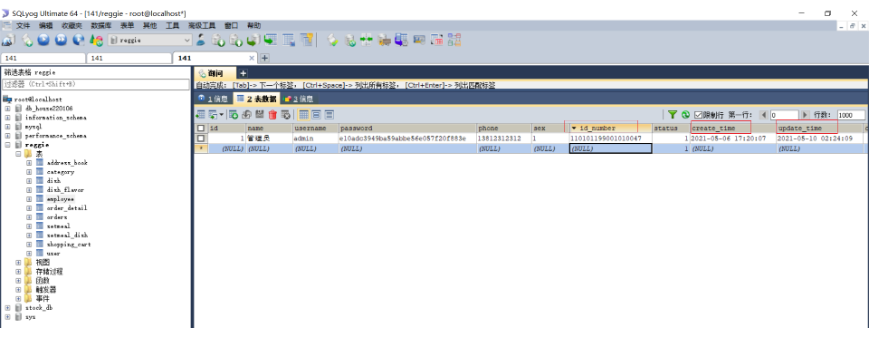 SQLyog Ultimate 64 - [141/reggie - root@localhost*]
文件 编辑 收藏夹 数据库 表单 其他 工具 高级工具 窗口 帮助
reggie
141 141 141 × +
筛选表格 reggie
过滤器 (Ctrl+Shift+B)
root@localhost
db_house220106
information_schema
mysql
performance_schema
reggie
表
address_book
category
dish
dish_flavor
employee
order_detail
orders
setmeal
setmeal_dish
shopping_cart
user
视图
存储过程
函数
触发器
事件
stock_db
sys
询问 +
自动完成: [Tab]-> 下一个标签, [Ctrl+Space]-> 列出所有标签, [Ctrl+Enter]-> 列出匹配标签
1 信息 2 表数据 3 信息
限制行 第一行: 0 行数: 1000
id name username password phone sex id_number status create_time update_time
1 管理员 admin e10adc3949ba59abbe56e057f20f883e 13812312312 1 110101199001010047 1 2021-05-06 17:20:07 2021-05-10 02:24:09
* (NULL) (NULL) (NULL) (NULL) (NULL) (NULL) (NULL) 1 (NULL) (NULL)